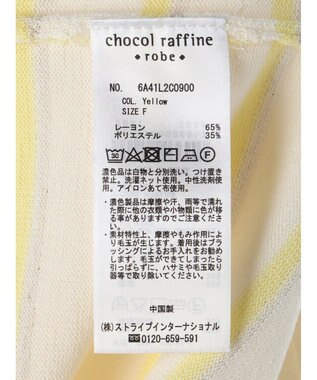 chocol raffine
• robe •
NO. 6A41L2C0900
COL. Yellow
SIZE F
レーヨン 65%
ポリエステル 35%
30 F
濃色品は白物と分別洗い。つけ置き
禁止。洗濯ネット使用。中性洗剤使
用。アイロンあて布使用。
・濃色製品は摩擦や汗、雨等で濡れ
た際に他の衣類や小物類に色が移
る事がありますのでご注意くださ
い。
・素材特性上、摩擦やもみ作用によ
り毛玉が生じます。着用後はブラ
ッシングによるお手入れをお勧め
します。毛玉ができてしまったら
引っぱらずに、ハサミや毛玉取り
器等で取り除いてください。
中国製
(株)ストライプインターナショナル
0120-659-591